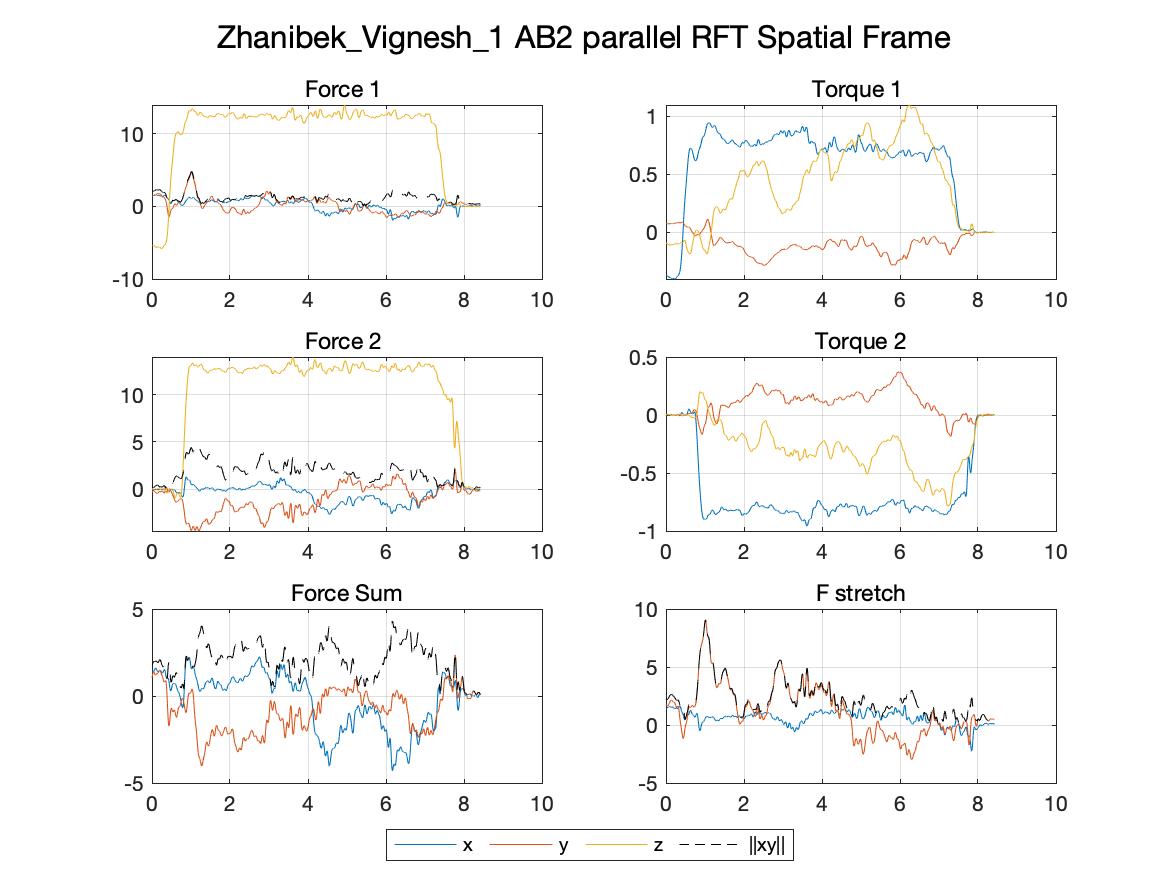 Zhanibek_Vignesh_1 AB2 parallel RFT Spatial Frame
Force 1
10
0
-10
0 2 4 6 8 10
Torque 1
1
0.5
0
0 2 4 6 8 10
Force 2
10
5
0
0 2 4 6 8 10
Torque 2
0.5
0
-0.5
-1
0 2 4 6 8 10
Force Sum
5
0
-5
0 2 4 6 8 10
F stretch
10
5
0
-5
0 2 4 6 8 10
x y z ||xy||